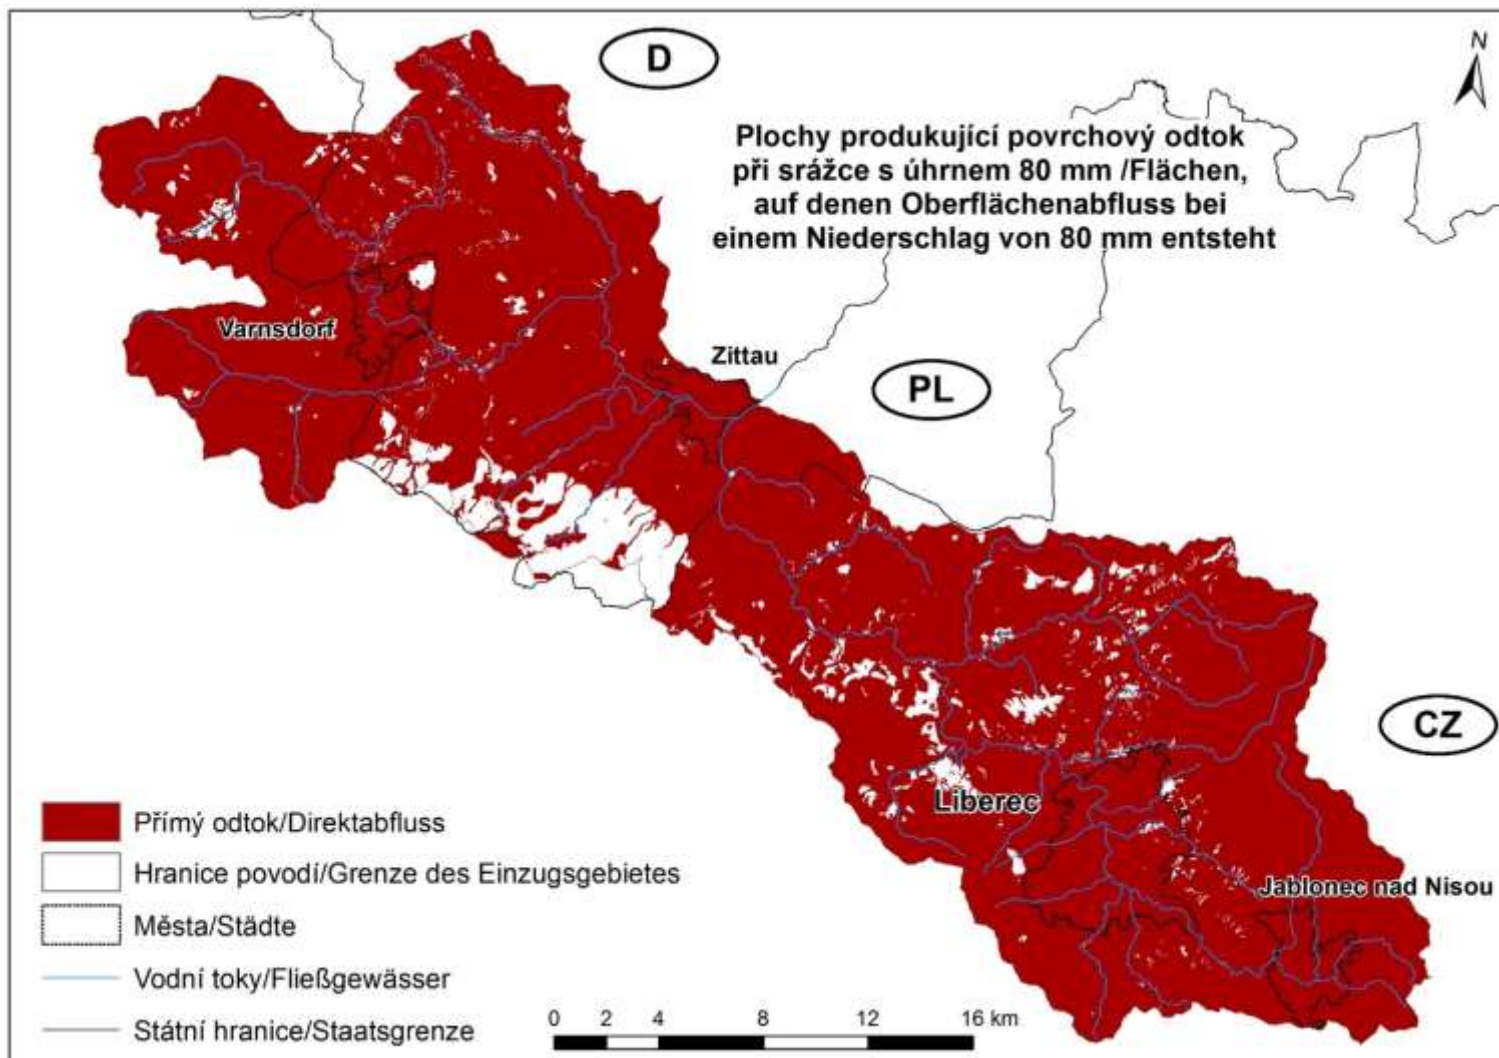 N
D
Plochy produkující povrchový odtok
při srážce s úhrnem 80 mm /Flächen,
auf denen Oberflächenabfluss bei
einem Niederschlag von 80 mm entsteht
Varnsdorf
Zittau
PL
CZ
Liberec
Jablonec nad Nisou
Přímý odtok/Direktabfluss
Hranice povodí/Grenze des Einzugsgebietes
Města/Städte
Vodní toky/Fließgewässer
Státní hranice/Staatsgrenze
0 2 4 8 12 16 km